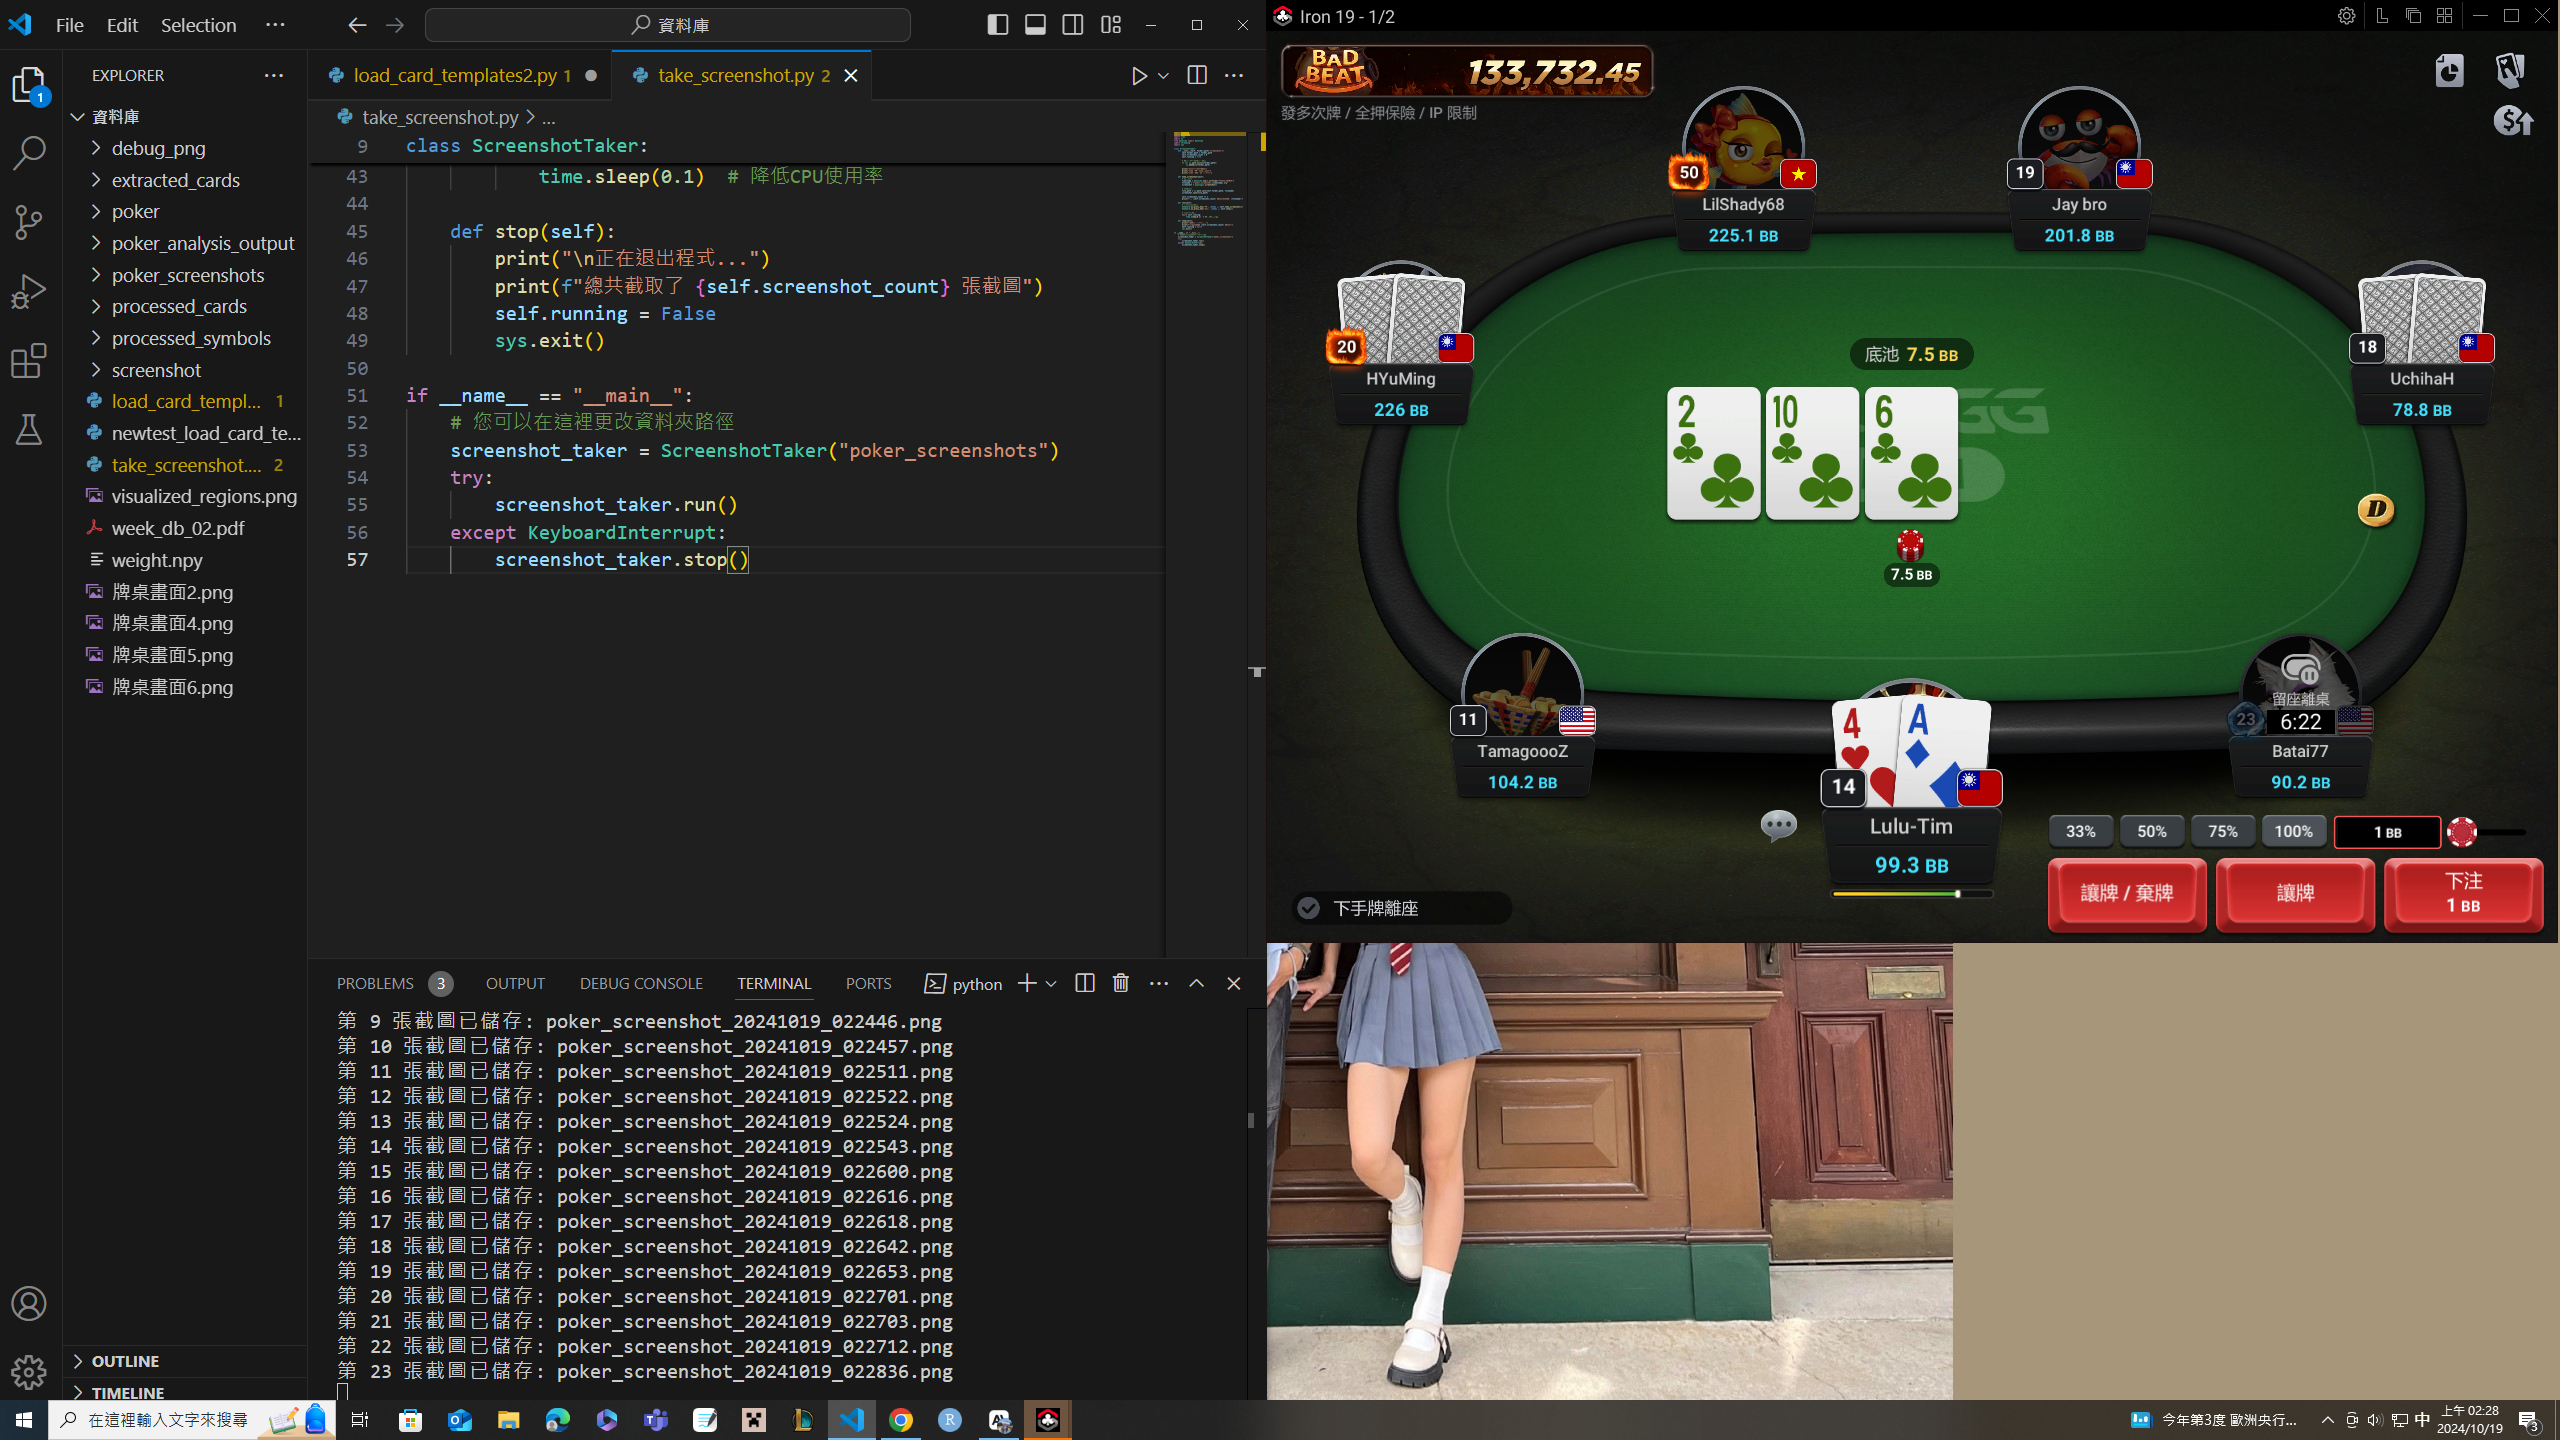 File Edit Selection ···
資料庫
EXPLORER ···
1
資料庫
debug_png
extracted_cards
poker
poker_analysis_output
poker_screenshots
processed_cards
processed_symbols
screenshot
load_card_templ... 1
newtest_load_card_te...
take_screenshot.... 2
visualized_regions.png
week_db_02.pdf
weight.npy
牌桌畫面2.png
牌桌畫面4.png
牌桌畫面5.png
牌桌畫面6.png
OUTLINE
TIMELINE
load_card_templates2.py 1
take_screenshot.py 2
take_screenshot.py > ...
9 class ScreenshotTaker:
43 time.sleep(0.1) # 降低CPU使用率
44
45 def stop(self):
46 print("\n正在退出程式...")
47 print(f"總共截取了 {self.screenshot_count} 張截圖")
48 self.running = False
49 sys.exit()
50
51 if __name__ == "__main__":
52 # 您可以在這裡更改資料夾路徑
53 screenshot_taker = ScreenshotTaker("poker_screenshots")
54 try:
55 screenshot_taker.run()
56 except KeyboardInterrupt:
57 screenshot_taker.stop()
PROBLEMS 3 OUTPUT DEBUG CONSOLE TERMINAL PORTS python
第 9 張截圖已儲存: poker_screenshot_20241019_022446.png
第 10 張截圖已儲存: poker_screenshot_20241019_022457.png
第 11 張截圖已儲存: poker_screenshot_20241019_022511.png
第 12 張截圖已儲存: poker_screenshot_20241019_022522.png
第 13 張截圖已儲存: poker_screenshot_20241019_022524.png
第 14 張截圖已儲存: poker_screenshot_20241019_022543.png
第 15 張截圖已儲存: poker_screenshot_20241019_022600.png
第 16 張截圖已儲存: poker_screenshot_20241019_022616.png
第 17 張截圖已儲存: poker_screenshot_20241019_022618.png
第 18 張截圖已儲存: poker_screenshot_20241019_022642.png
第 19 張截圖已儲存: poker_screenshot_20241019_022653.png
第 20 張截圖已儲存: poker_screenshot_20241019_022701.png
第 21 張截圖已儲存: poker_screenshot_20241019_022703.png
第 22 張截圖已儲存: poker_screenshot_20241019_022712.png
第 23 張截圖已儲存: poker_screenshot_20241019_022836.png
Iron 19 - 1/2
BAD BEAT 133,732.45
發多次牌 / 全押保險 / IP 限制
50
LilShady68
225.1 BB
19
Jay bro
201.8 BB
20
HYuMing
226 BB
18
UchihaH
78.8 BB
底池 7.5 BB
2 10 6
D
7.5 BB
11
TamagoooZ
104.2 BB
4 A
14
Lulu-Tim
99.3 BB
留座離桌
23 6:22
Batai77
90.2 BB
33% 50% 75% 100% 1 BB
讓牌 / 棄牌
讓牌
下注
1 BB
下手牌離座
在這裡輸入文字來搜尋
今年第3度 歐洲央行...
中
上午 02:28
2024/10/19
3